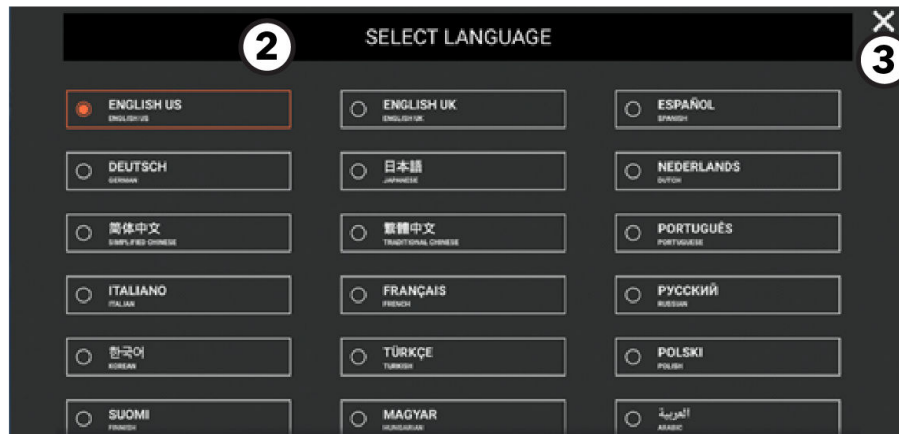 SELECT LANGUAGE
2
3
ENGLISH US
ENGLISH US
ENGLISH UK
ENGLISH UK
ESPAÑOL
SPANISH
DEUTSCH
GERMAN
日本語
JAPANESE
NEDERLANDS
DUTCH
简体中文
SIMPLIFIED CHINESE
繁體中文
TRADITIONAL CHINESE
PORTUGUÊS
PORTUGUESE
ITALIANO
ITALIAN
FRANÇAIS
FRENCH
РУССКИЙ
RUSSIAN
한국어
KOREAN
TÜRKÇE
TURKISH
POLSKI
POLISH
SUOMI
FINNISH
MAGYAR
HUNGARIAN
العربية
ARABIC